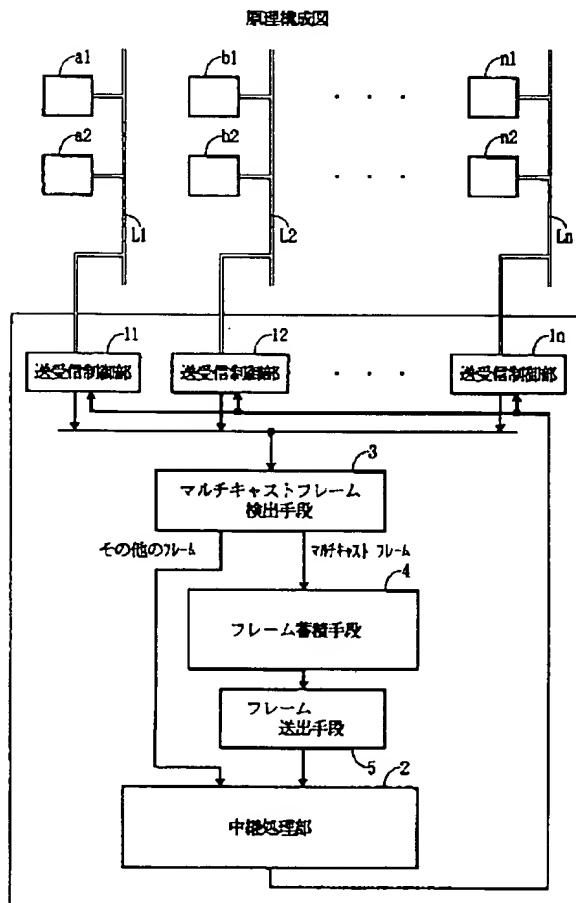 原理構成図
a1
b1
n1
a2
b2
n2
L1
L2
Ln
11
12
1n
送受信制御部
送受信制御部
送受信制御部
3
マルチキャストフレーム
検出手段
その他のフレーム
マルチキャスト フレーム
4
フレーム蓄積手段
フレーム
送出手段
5
2
中継処理部